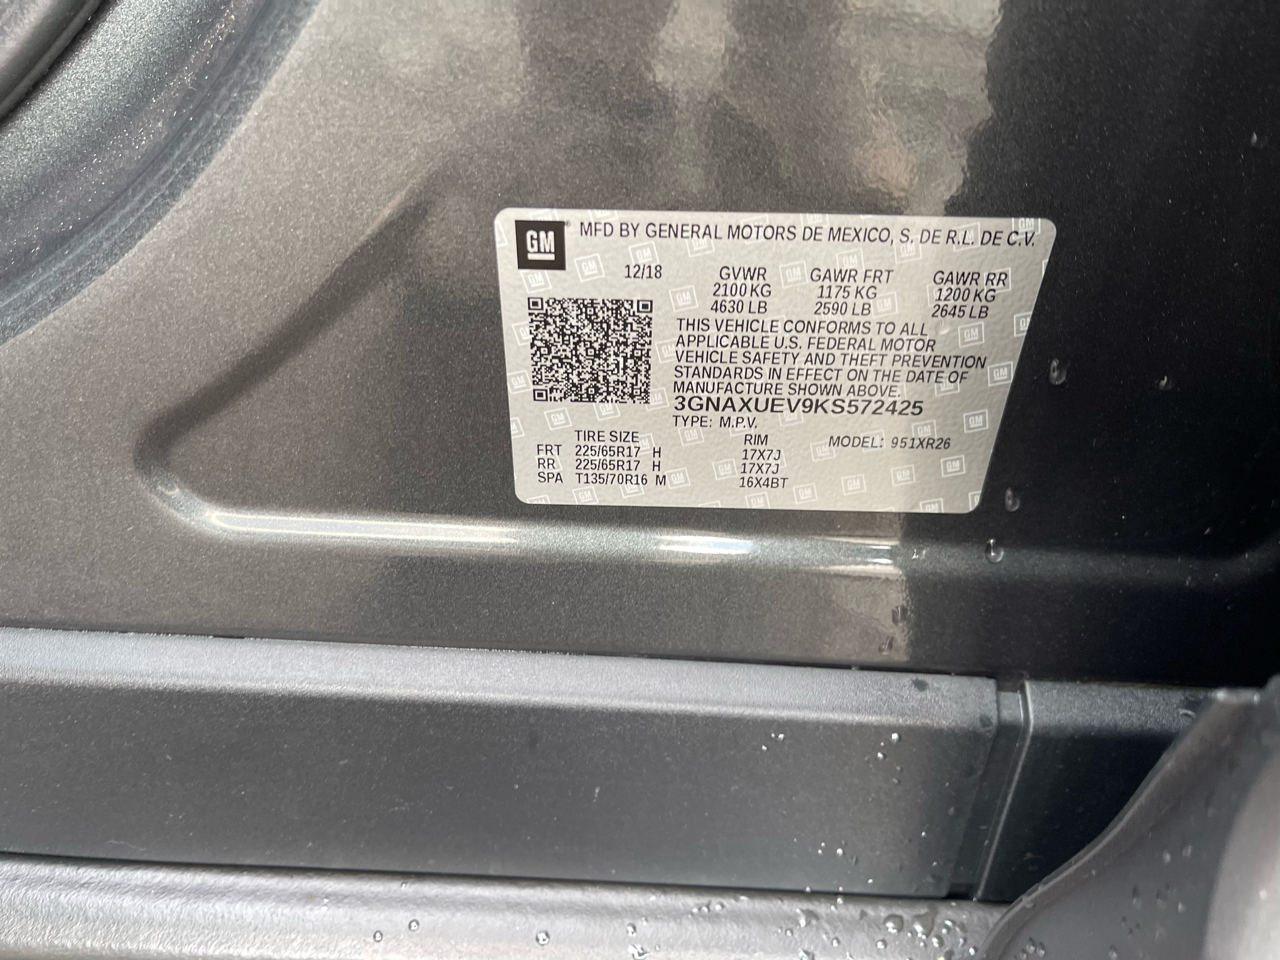 GM MFD BY GENERAL MOTORS DE MEXICO, S. DE R.L. DE C.V.
12/18 GVWR GAWR FRT GAWR RR
2100 KG 1175 KG 1200 KG
4630 LB 2590 LB 2645 LB
THIS VEHICLE CONFORMS TO ALL
APPLICABLE U.S. FEDERAL MOTOR
VEHICLE SAFETY AND THEFT PREVENTION
STANDARDS IN EFFECT ON THE DATE OF
MANUFACTURE SHOWN ABOVE.
3GNAXUEV9KS572425
TYPE: M.P.V.
TIRE SIZE RIM MODEL: 951XR26
FRT 225/65R17 H 17X7J
RR 225/65R17 H 17X7J
SPA T135/70R16 M 16X4BT